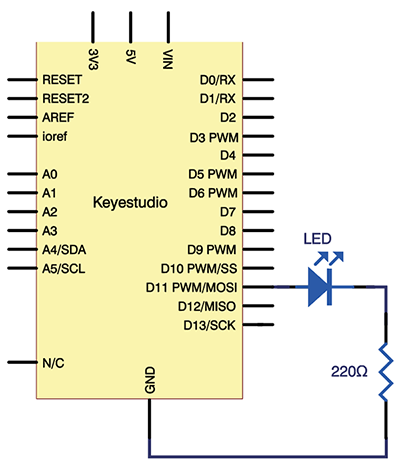 3V3
5V
VIN
RESET
RESET2
AREF
ioref
A0
A1
A2
A3
A4/SDA
A5/SCL
N/C
Keyestudio
D0/RX
D1/RX
D2
D3 PWM
D4
D5 PWM
D6 PWM
D7
D8
D9 PWM
D10 PWM/SS
D11 PWM/MOSI
D12/MISO
D13/SCK
GND
LED
220Ω